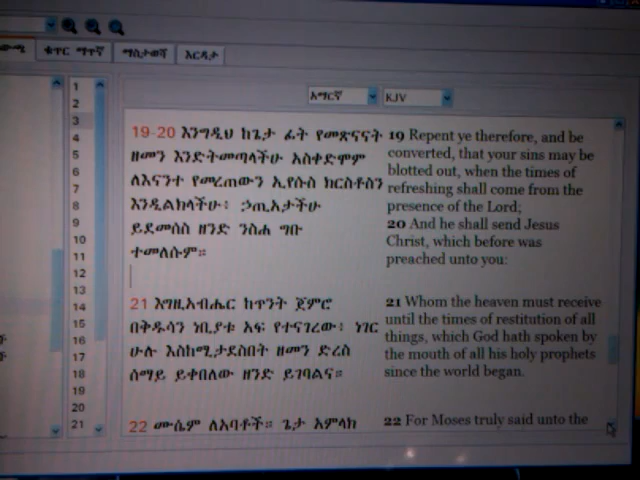 ቁጥር ማጥኛ
ማስታወሻ
እርዳታ
አማርኛ
KJV
1
2
3
4
5
6
7
8
9
10
11
12
13
14
15
16
17
18
19
20
21
19-20 እንግዲህ ከጌታ ፊት የመጽናናት
ዘመን እንድትመጣላችሁ አስቀድሞም
ለእናንተ የመረጠውን ኢየሱስ ክርስቶስን
እንዲልክላችሁ፥ ኃጢአታችሁ
ይደመሰስ ዘንድ ንስሐ ግቡ
ተመለሱም።
21 እግዚአብሔር ከጥንት ጀምሮ
በቅዱሳን ነቢያቱ አፍ የተናገረው፥ ነገር
ሁሉ እስከሚታደስበት ዘመን ድረስ
ሰማይ ይቀበለው ዘንድ ይገባልና።
22 ሙሴም ለአባቶች። ጌታ አምላክ
19 Repent ye therefore, and be
converted, that your sins may be
blotted out, when the times of
refreshing shall come from the
presence of the Lord;
20 And he shall send Jesus
Christ, which before was
preached unto you:
21 Whom the heaven must receive
until the times of restitution of all
things, which God hath spoken by
the mouth of all his holy prophets
since the world began.
22 For Moses truly said unto the